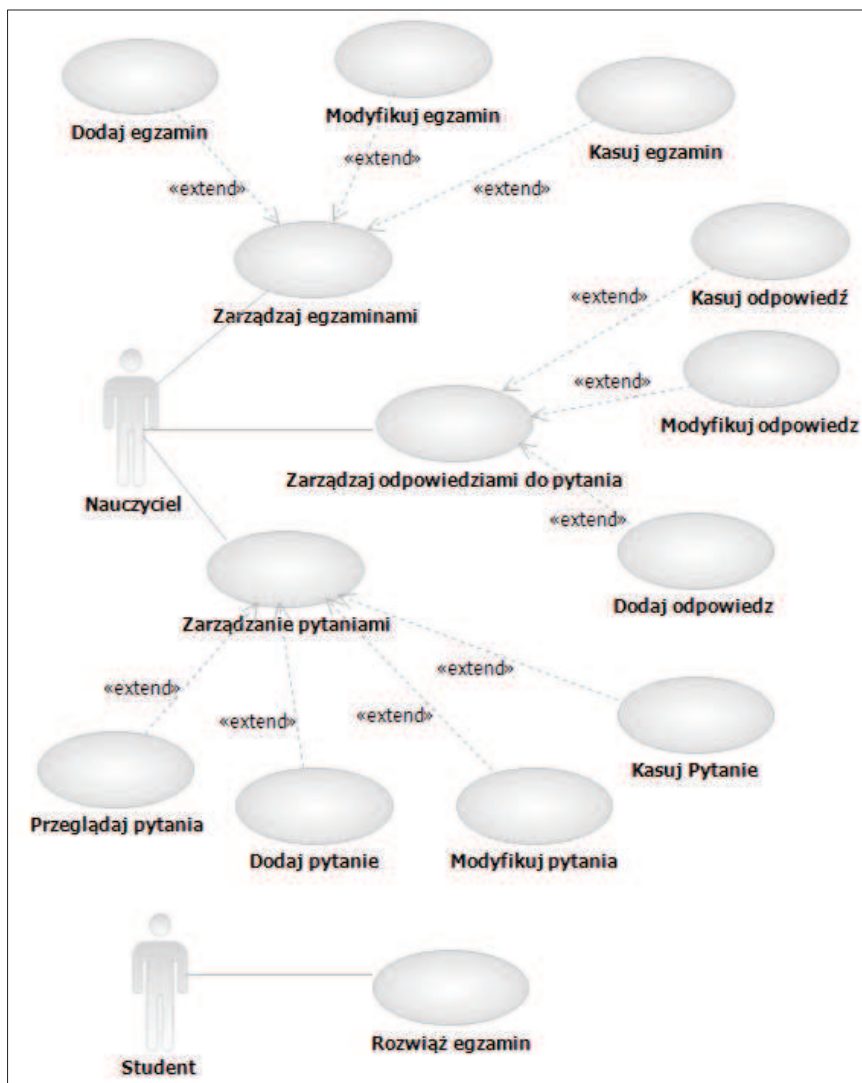 Dodaj egzamin
Modyfikuj egzamin
Kasuj egzamin
«extend»
«extend»
«extend»
Zarządzaj egzaminami
Kasuj odpowiedź
«extend»
Modyfikuj odpowiedz
«extend»
Zarządzaj odpowiedziami do pytania
Nauczyciel
«extend»
Dodaj odpowiedz
Zarządzanie pytaniami
«extend»
«extend»
«extend»
«extend»
Kasuj Pytanie
Przeglądaj pytania
Dodaj pytanie
Modyfikuj pytania
Rozwiąż egzamin
Student